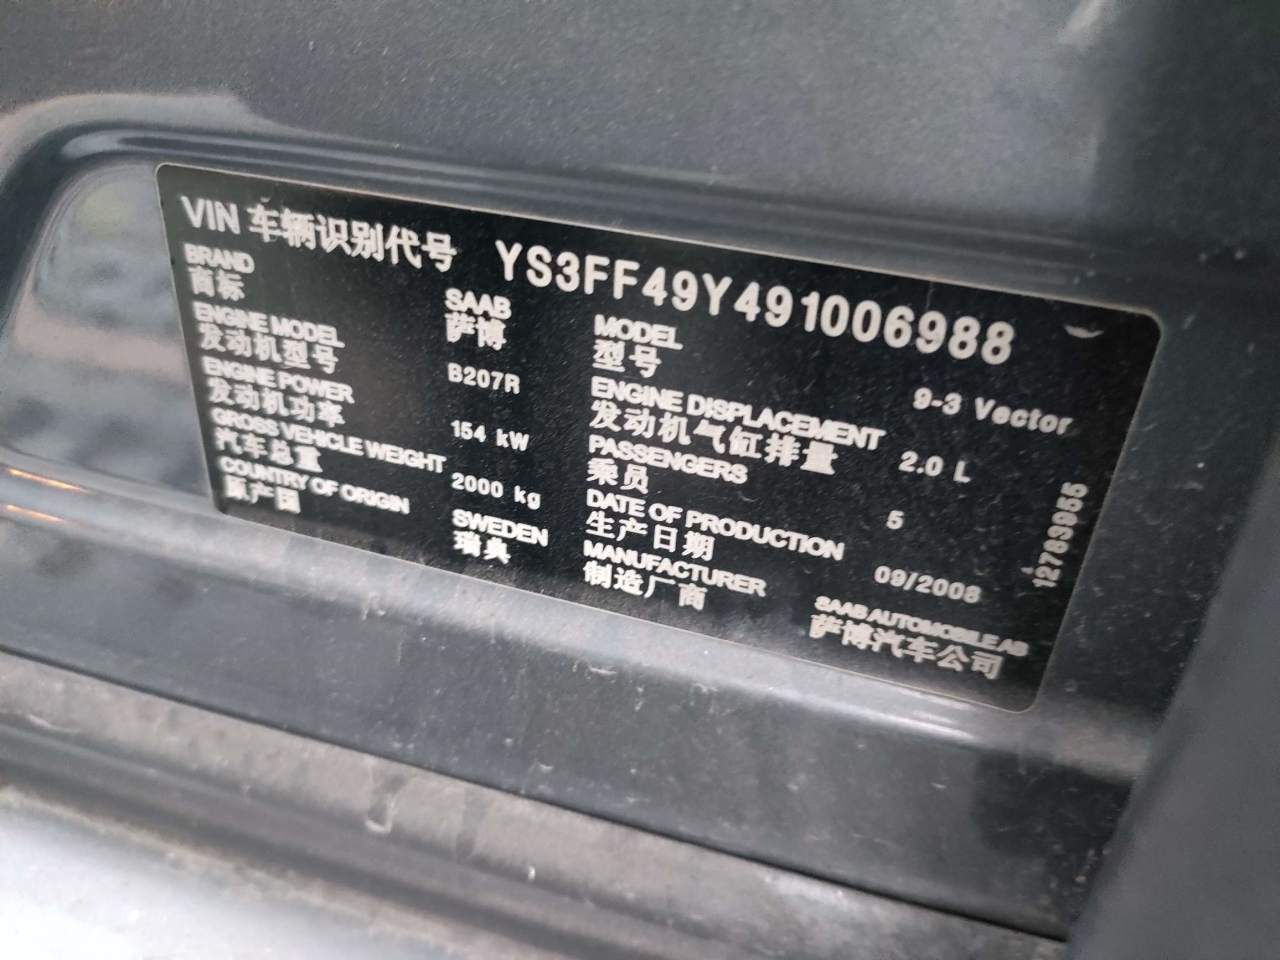 VIN 车辆识别代号 YS3FF49Y491006988
BRAND
商标
SAAB
萨博
MODEL
型号
9-3 Vector
ENGINE MODEL
发动机型号
B207R
ENGINE DISPLACEMENT
发动机气缸排量
2.0 L
ENGINE POWER
发动机功率
154 kW
PASSENGERS
乘员
5
GROSS VEHICLE WEIGHT
汽车总重
2000 kg
DATE OF PRODUCTION
生产日期
09/2008
COUNTRY OF ORIGIN
原产国
SWEDEN
瑞典
MANUFACTURER
制造厂商
SAAB AUTOMOBILE AB
萨博汽车公司
12783955